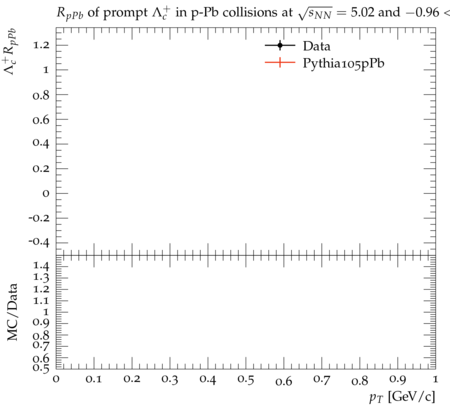 R_{pPb} of prompt Λ_c^+ in p-Pb collisions at √s_{NN} = 5.02 and −0.96 <
Λ_c^+ R_{pPb}
Data
Pythia105pPb
1.2
1
0.8
0.6
0.4
0.2
0
-0.2
-0.4
MC/Data
1.4
1.3
1.2
1.1
1
0.9
0.8
0.7
0.6
0.5
0 0.1 0.2 0.3 0.4 0.5 0.6 0.7 0.8 0.9 1
p_T [GeV/c]